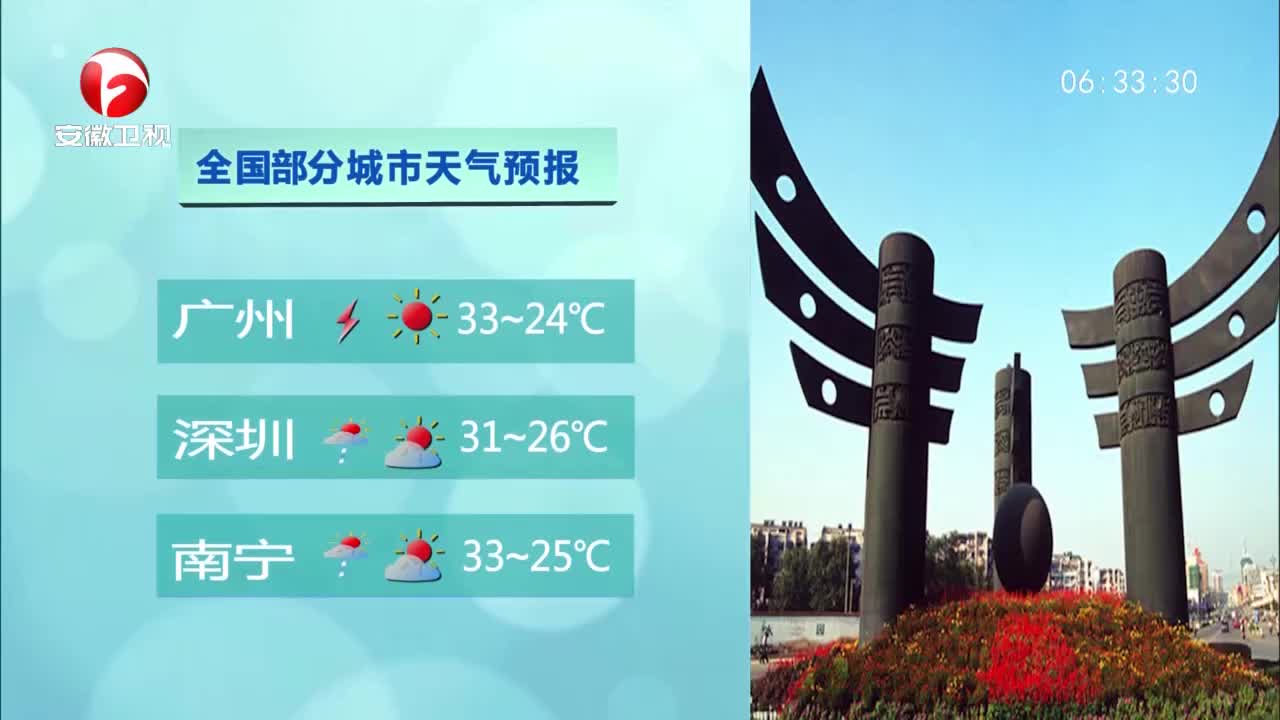 06:33:30
安徽卫视
全国部分城市天气预报
广州 33~24℃
深圳 31~26℃
南宁 33~25℃